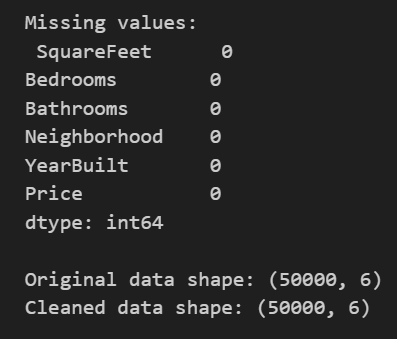 Missing values:
 SquareFeet      0
Bedrooms        0
Bathrooms       0
Neighborhood    0
YearBuilt       0
Price           0
dtype: int64

Original data shape: (50000, 6)
Cleaned data shape: (50000, 6)